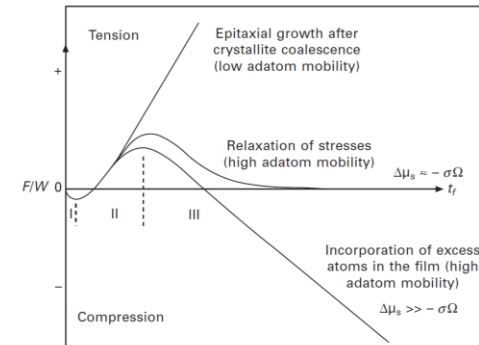 Tension
Epitaxial growth after
crystallite coalescence
(low adatom mobility)
+
Relaxation of stresses
(high adatom mobility)
Δμs ≈ – σΩ
F/W 0
tf
I
II
III
Incorporation of excess
atoms in the film (high
adatom mobility)
–
Δμs >> – σΩ
Compression